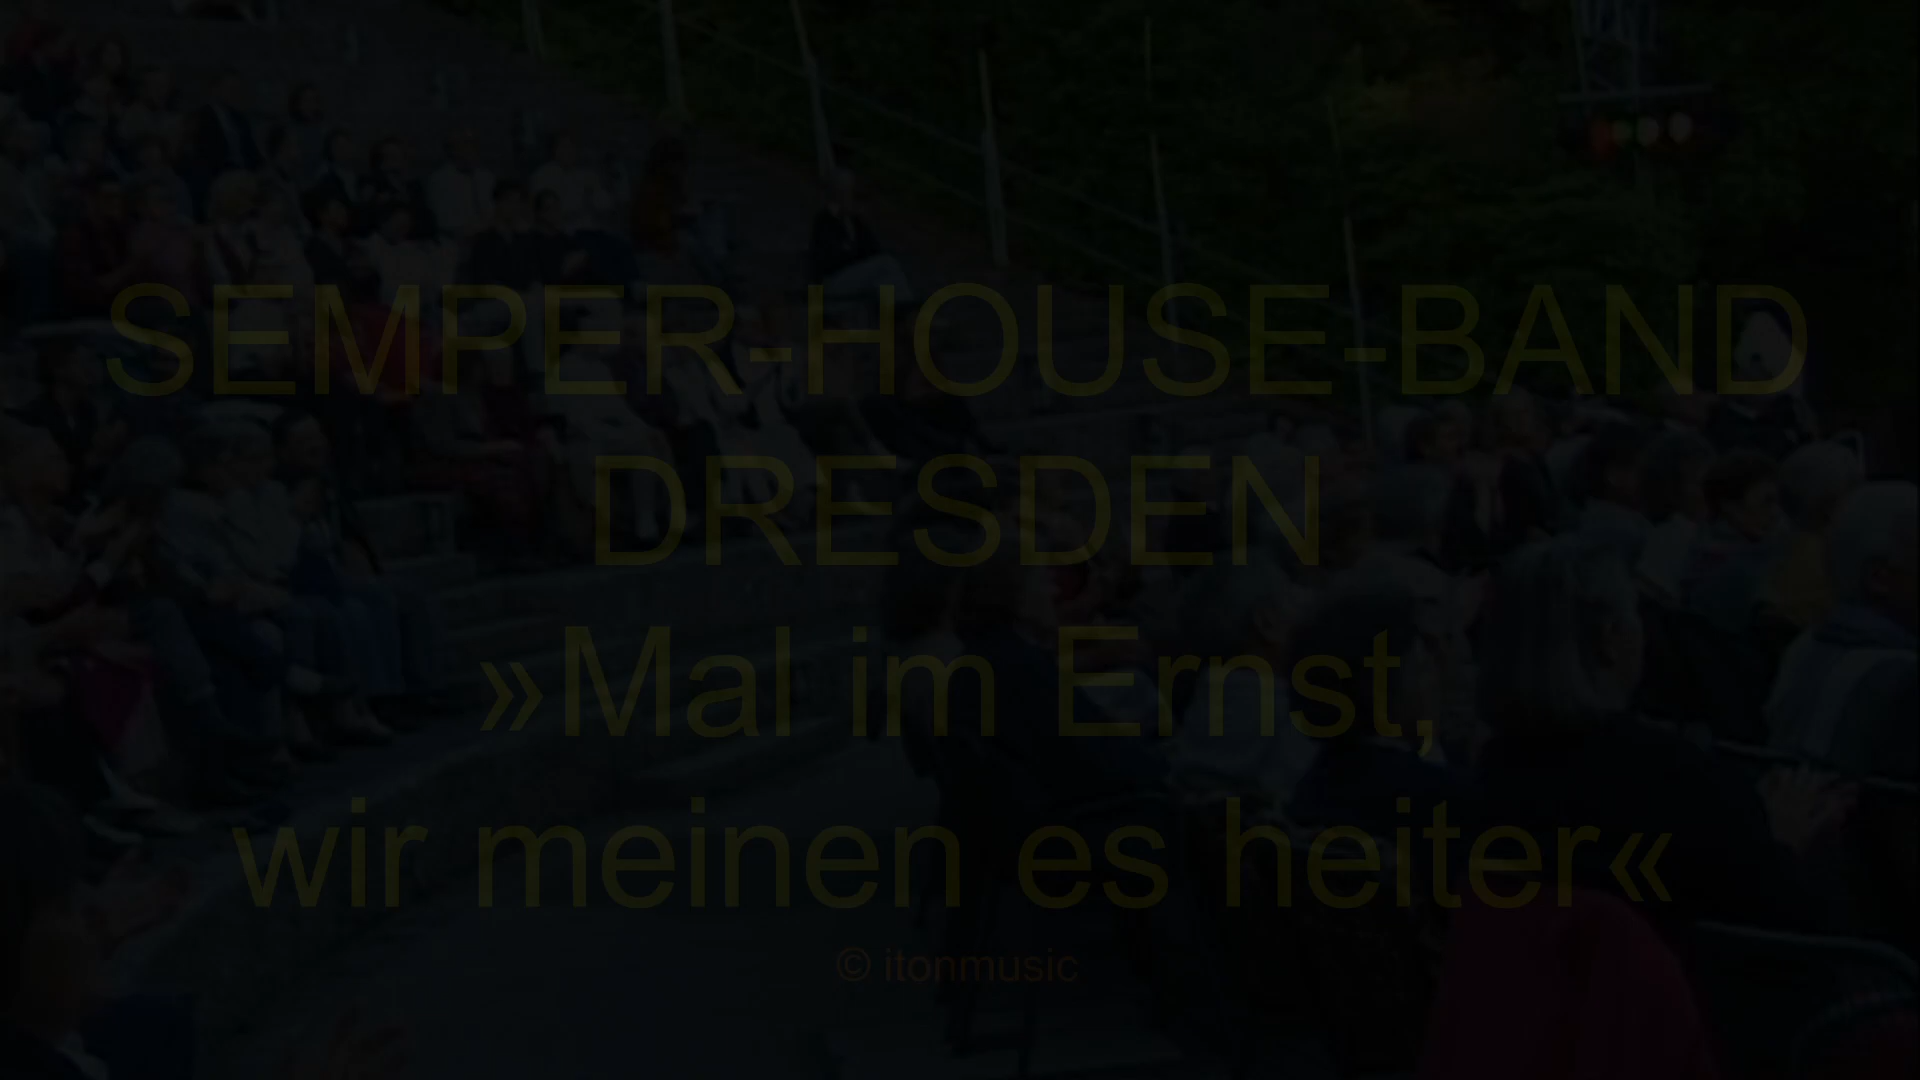 SEMPER-HOUSE-BAND
DRESDEN
»Mal im Ernst,
wir meinen es heiter«
© itonmusic